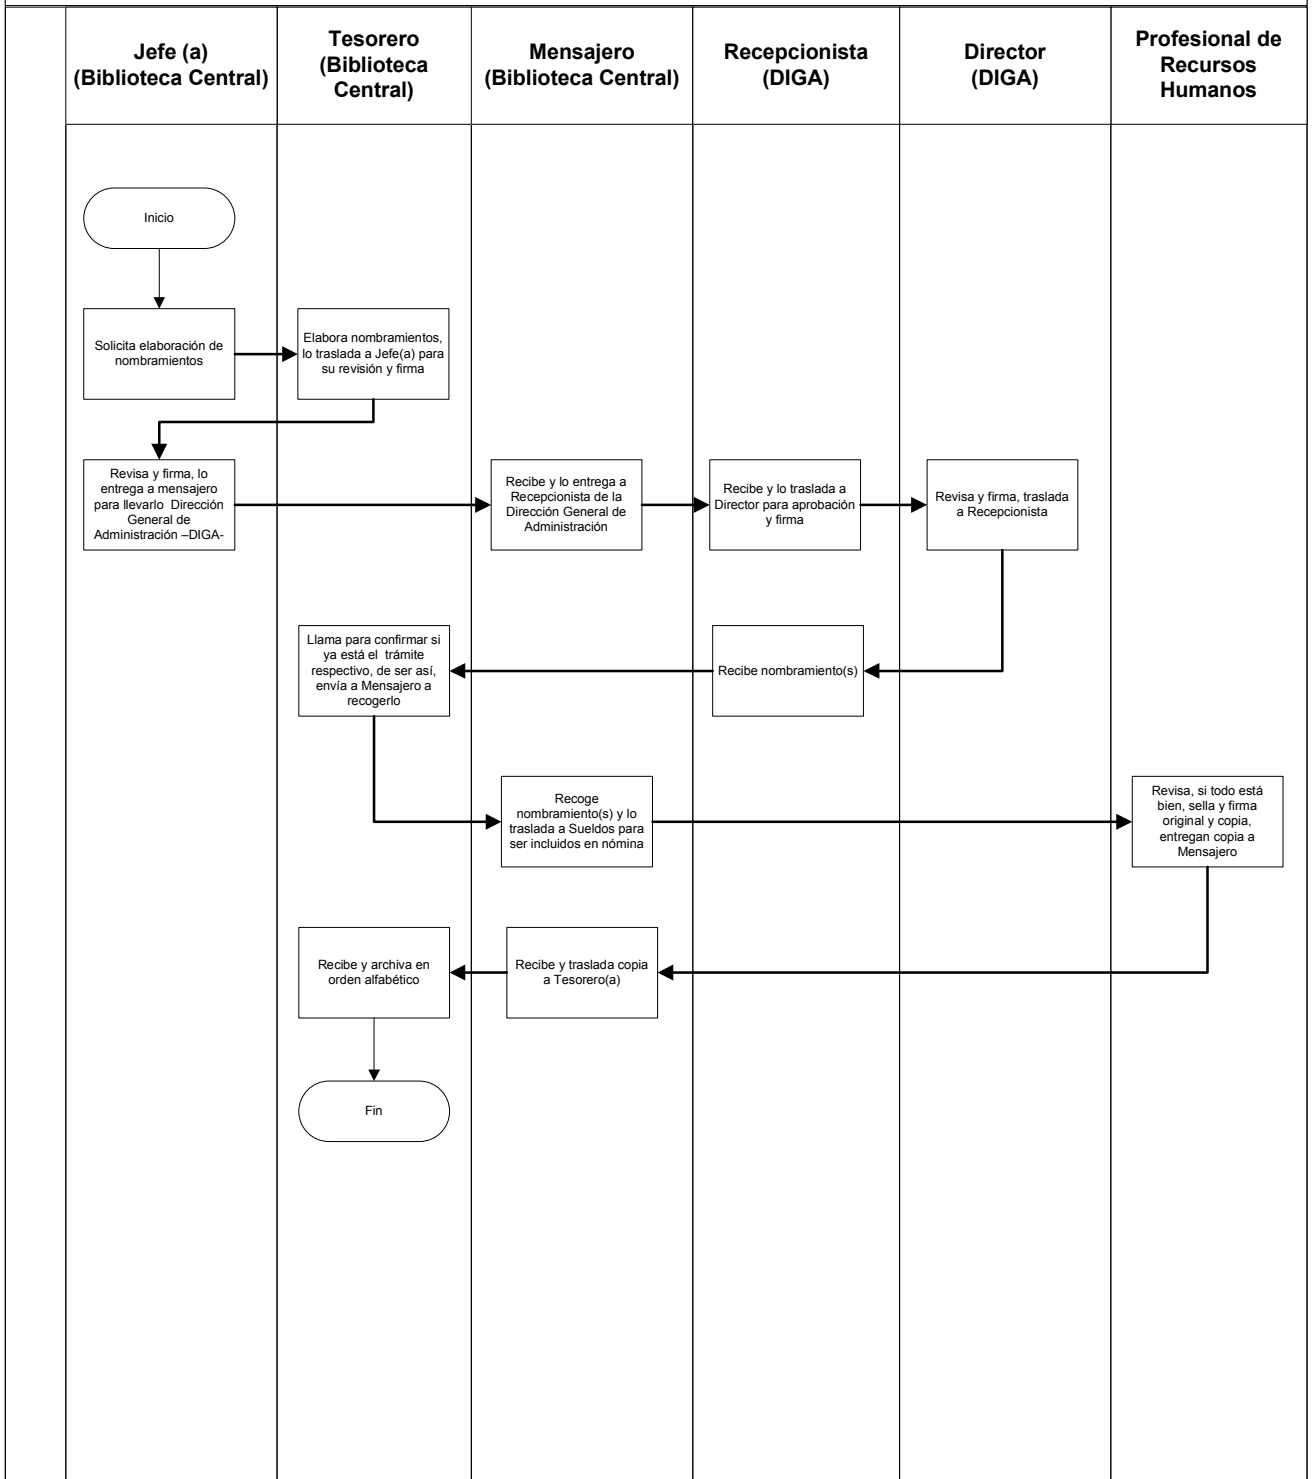 Jefe (a)
(Biblioteca Central)
Tesorero
(Biblioteca
Central)
Mensajero
(Biblioteca Central)
Recepcionista
(DIGA)
Director
(DIGA)
Profesional de
Recursos
Humanos
Inicio
Solicita elaboración de
nombramientos
Elabora nombramientos,
lo traslada a Jefe(a) para
su revisión y firma
Revisa y firma, lo
entrega a mensajero
para llevarlo  Dirección
General de
Administración –DIGA-
Recibe y lo entrega a
Recepcionista de la
Dirección General de
Administración
Recibe y lo traslada a
Director para aprobación
y firma
Revisa y firma, traslada
a Recepcionista
Llama para confirmar si
ya está el  trámite
respectivo, de ser así,
envía a Mensajero a
recogerlo
Recibe nombramiento(s)
Recoge
nombramiento(s) y lo
traslada a Sueldos para
ser incluidos en nómina
Revisa, si todo está
bien, sella y firma
original y copia,
entregan copia a
Mensajero
Recibe y archiva en
orden alfabético
Recibe y traslada copia
a Tesorero(a)
Fin